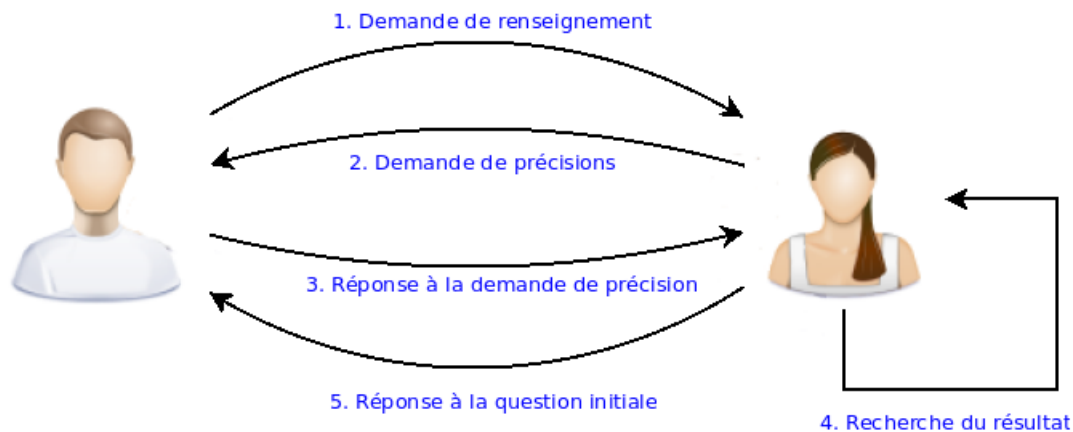 1. Demande de renseignement
2. Demande de précisions
3. Réponse à la demande de précision
5. Réponse à la question initiale
4. Recherche du résultat